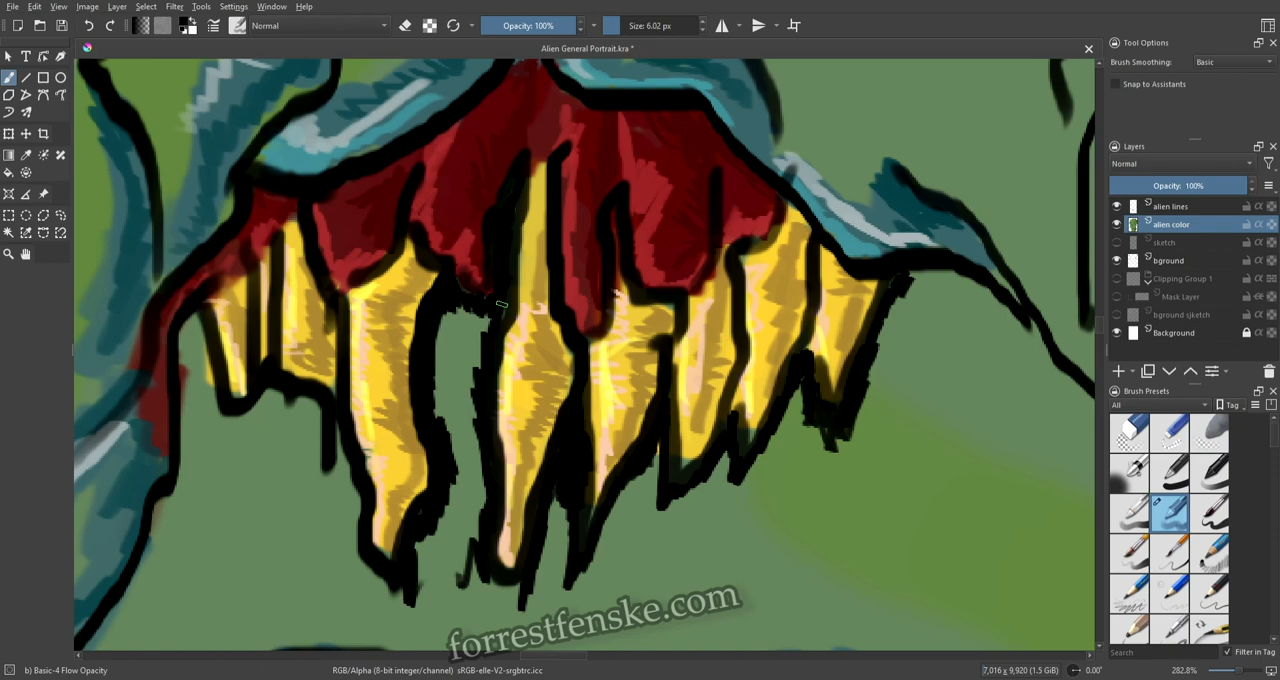 File Edit View Image Layer Select Filter Tools Settings Window Help
Normal
Opacity: 100%
Size: 6.02 px
Alien General Portrait.kra *
Tool Options
Brush Smoothing:
Basic
Snap to Assistants
Layers
Normal
Opacity: 100%
alien lines
alien color
sketch
bground
Clipping Group 1
Mask Layer
bground sjketch
Background
Brush Presets
All
Tag
Search
Filter in Tag
forrestfenske.com
b) Basic-4 Flow Opacity
RGB/Alpha (8-bit integer/channel) sRGB-elle-V2-srgbtrc.icc
7,016 x 9,920 (1.5 GiB)
0.00°
282.8%